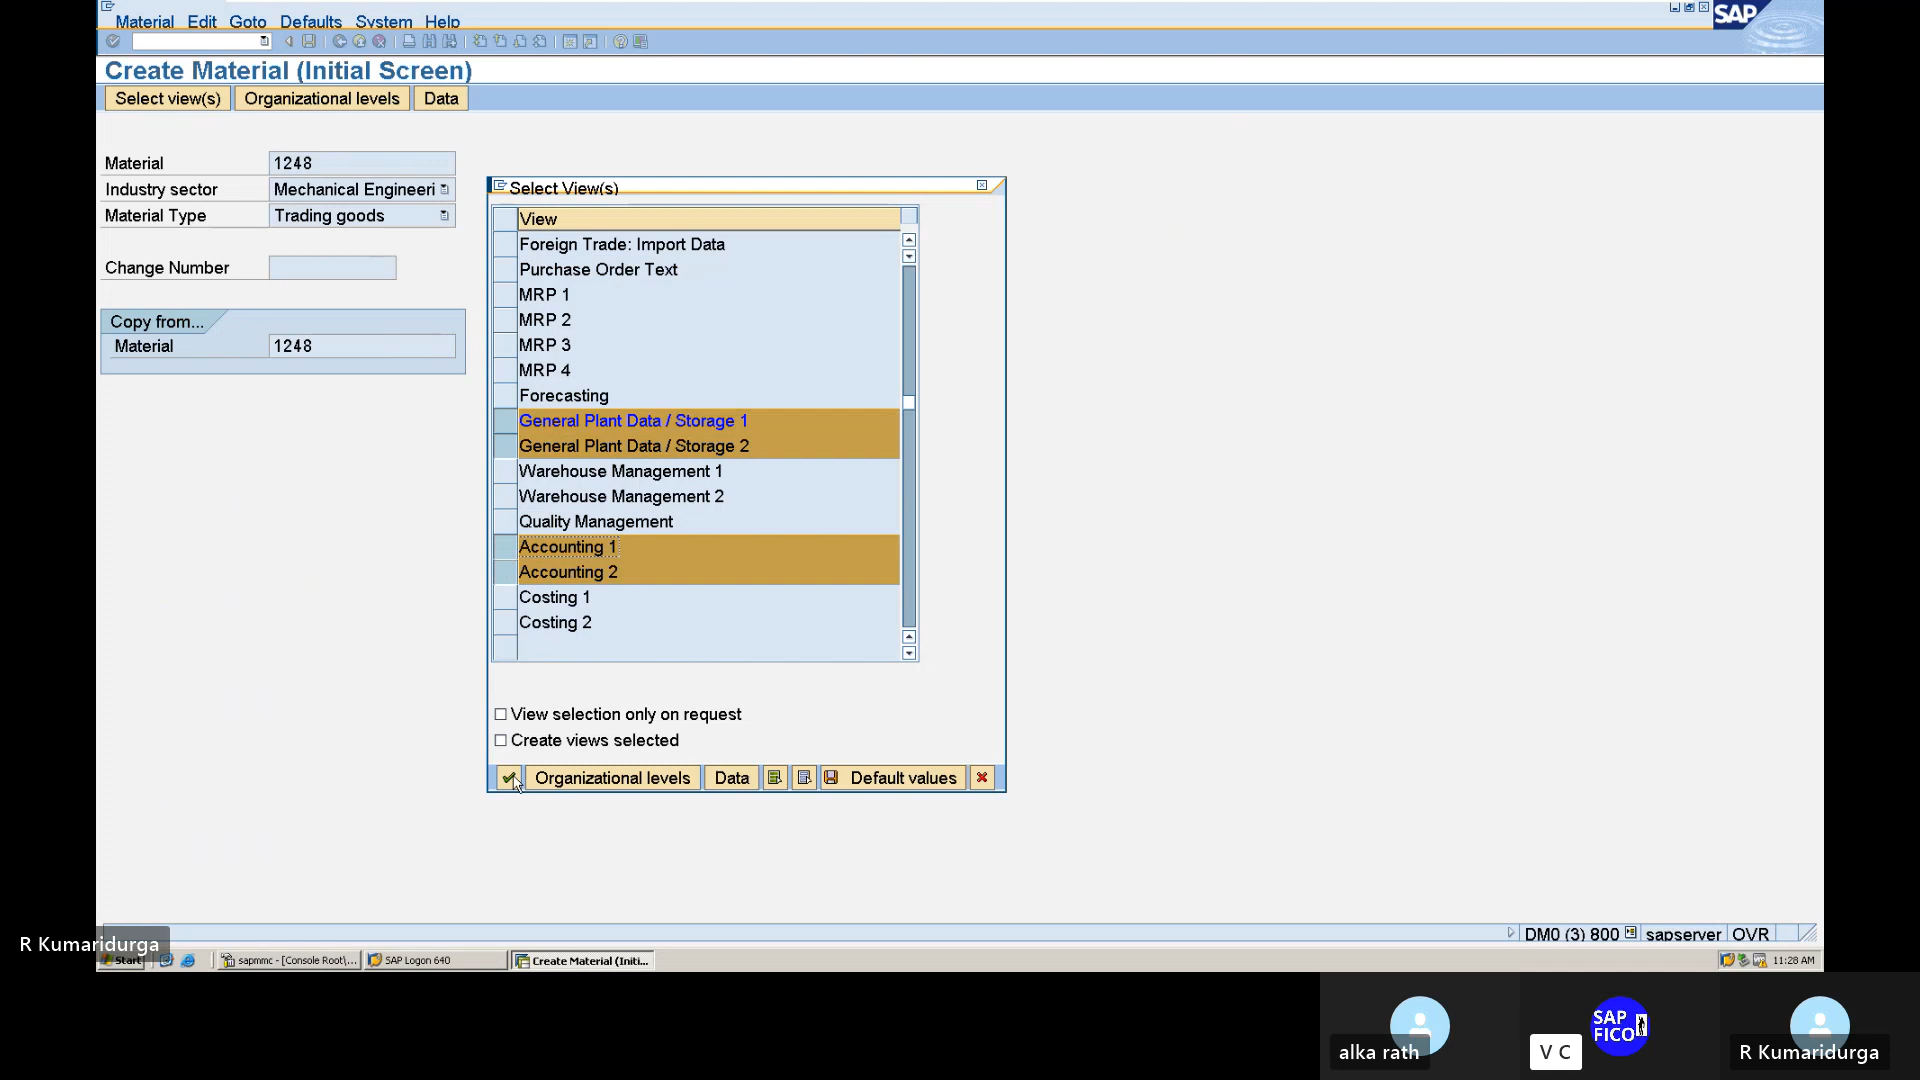 Material Edit Goto Defaults System Help
SAP
Create Material (Initial Screen)
Select view(s) Organizational levels Data
Material 1248
Industry sector Mechanical Engineeri
Material Type Trading goods
Change Number
Copy from...
Material 1248
Select View(s)
View
Foreign Trade: Import Data
Purchase Order Text
MRP 1
MRP 2
MRP 3
MRP 4
Forecasting
General Plant Data / Storage 1
General Plant Data / Storage 2
Warehouse Management 1
Warehouse Management 2
Quality Management
Accounting 1
Accounting 2
Costing 1
Costing 2
View selection only on request
Create views selected
Organizational levels Data Default values
DM0 (3) 800 sapserver OVR
R Kumaridurga
Start sapmmc - [Console Root\... SAP Logon 640 Create Material (Initi... 11:28 AM
SAP
FICO
alka rath V C R Kumaridurga